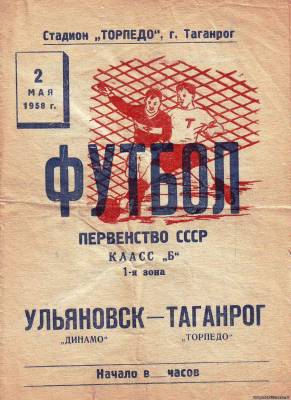 Стадион „ТОРПЕДО", г. Таганрог
2
МАЯ
1958 г.
Т
ФУТБОЛ
ПЕРВЕНСТВО СССР
КЛАСС „Б"
1-я зона
УЛЬЯНОВСК—ТАГАНРОГ
„ДИНАМО" „ТОРПЕДО"
Начало в часов